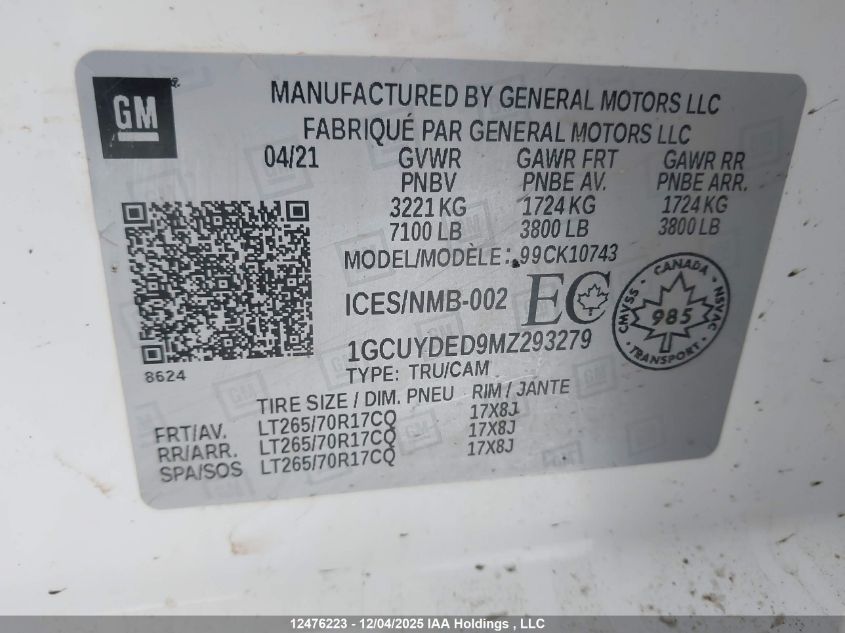 GM
MANUFACTURED BY GENERAL MOTORS LLC
FABRIQUÉ PAR GENERAL MOTORS LLC
04/21 GVWR GAWR FRT GAWR RR
PNBV PNBE AV. PNBE ARR.
3221 KG 1724 KG 1724 KG
7100 LB 3800 LB 3800 LB
MODEL/MODÈLE: 99CK10743
ICES/NMB-002 EC
CANADA
CMVSS 985 NSVAC
TRANSPORT
1GCUYDED9MZ293279
8624
TYPE: TRU/CAM
TIRE SIZE / DIM. PNEU RIM / JANTE
FRT/AV. LT265/70R17CQ 17X8J
RR/ARR. LT265/70R17CQ 17X8J
SPA/SOS LT265/70R17CQ 17X8J
12476223 - 12/04/2025 IAA Holdings , LLC